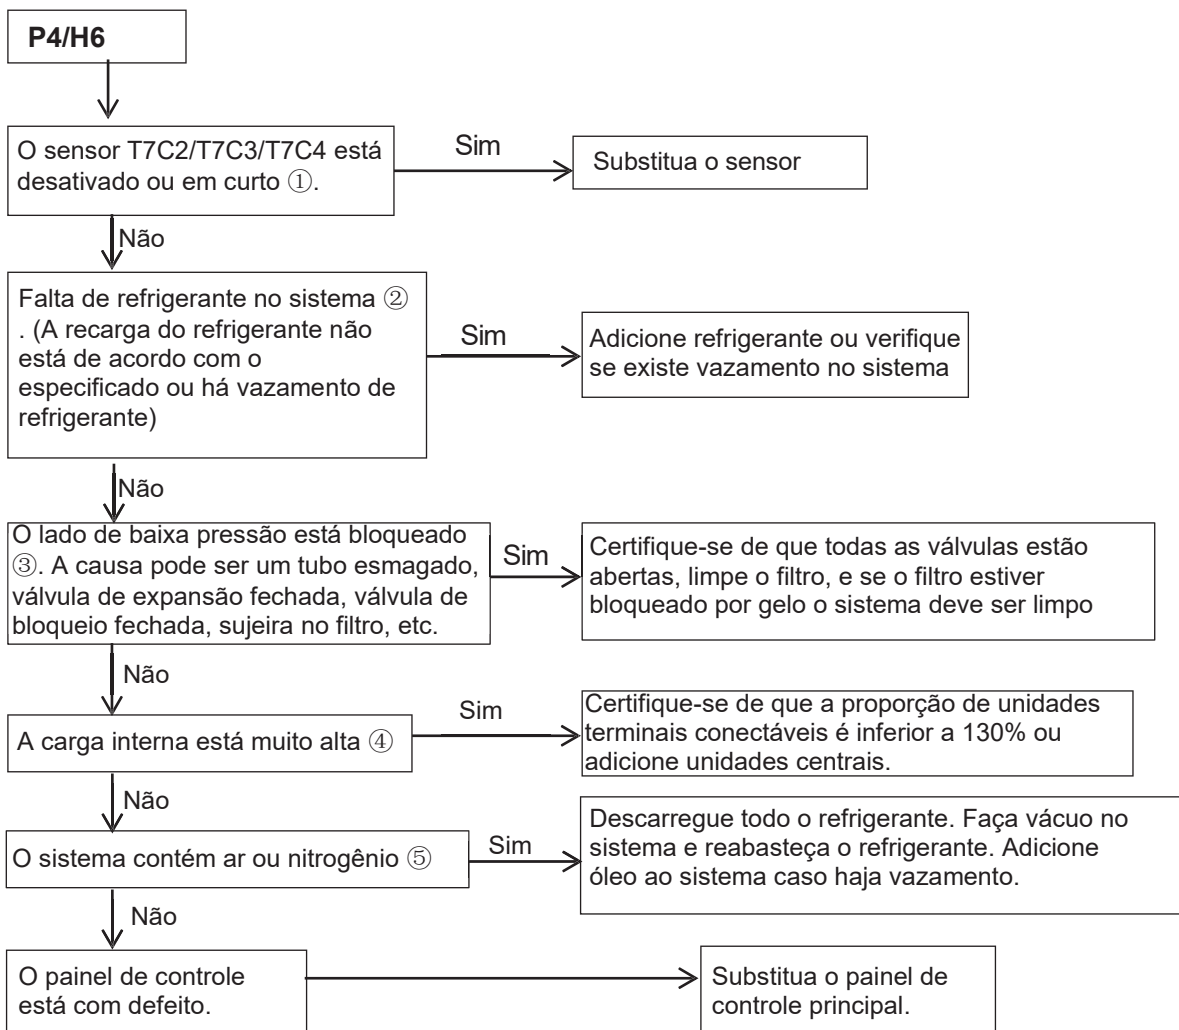 P4/H6
O sensor T7C2/T7C3/T7C4 está
desativado ou em curto ①.
Sim
Substitua o sensor
Não
Falta de refrigerante no sistema ②
. (A recarga do refrigerante não
está de acordo com o
especificado ou há vazamento de
refrigerante)
Sim
Adicione refrigerante ou verifique
se existe vazamento no sistema
Não
O lado de baixa pressão está bloqueado
③. A causa pode ser um tubo esmagado,
válvula de expansão fechada, válvula de
bloqueio fechada, sujeira no filtro, etc.
Sim
Certifique-se de que todas as válvulas estão
abertas, limpe o filtro, e se o filtro estiver
bloqueado por gelo o sistema deve ser limpo
Não
A carga interna está muito alta ④
Sim
Certifique-se de que a proporção de unidades
terminais conectáveis é inferior a 130% ou
adicione unidades centrais.
Não
O sistema contém ar ou nitrogênio ⑤
Sim
Descarregue todo o refrigerante. Faça vácuo no
sistema e reabasteça o refrigerante. Adicione
óleo ao sistema caso haja vazamento.
Não
O painel de controle
está com defeito.
Substitua o painel de
controle principal.